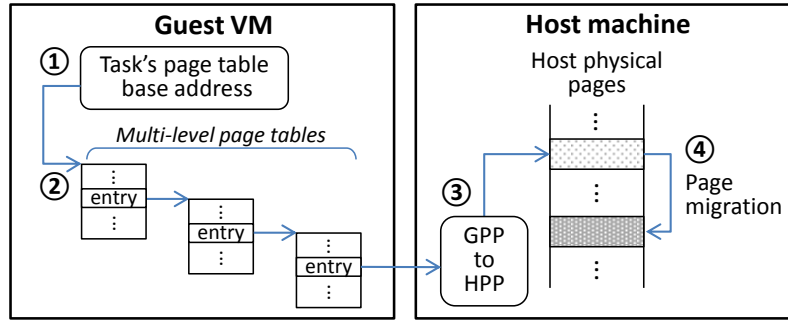 Guest VM
①
Task's page table
base address
Multi-level page tables
②
⋮
entry
⋮
⋮
entry
⋮
⋮
entry
⋮
Host machine
Host physical
pages
⋮
④
③
Page
migration
⋮
GPP
to
HPP
⋮